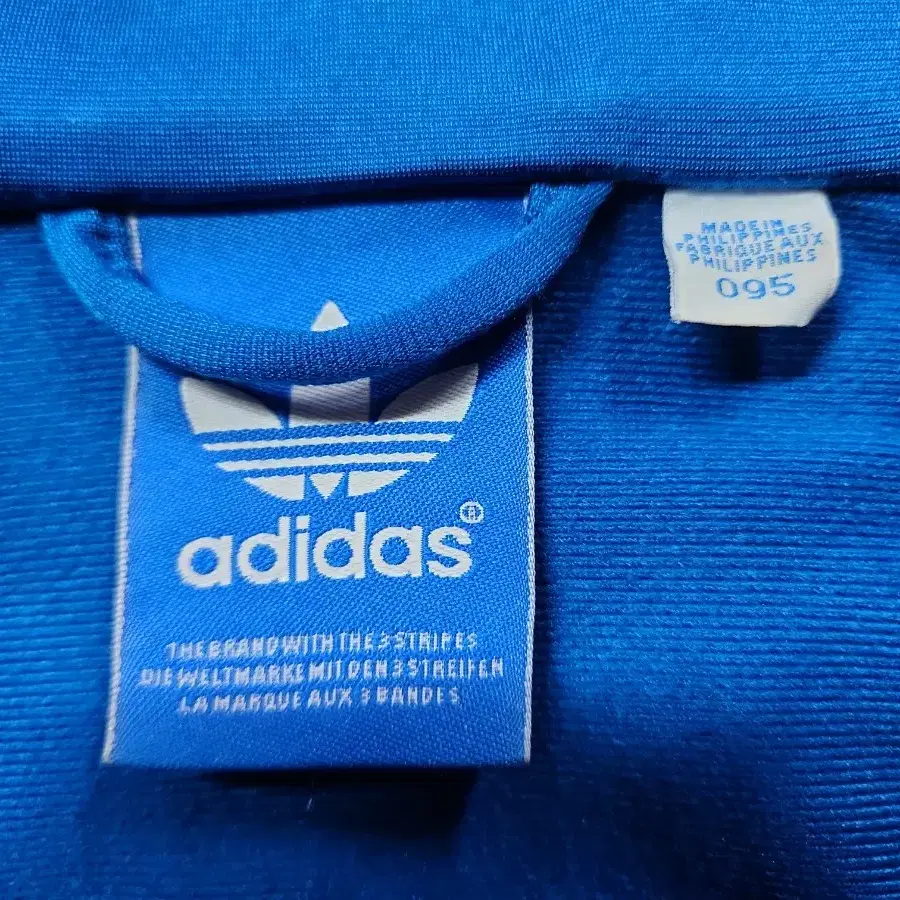 adidas®
THE BRAND WITH THE 3 STRIPES
DIE WELTMARKE MIT DEN 3 STREIFEN
LA MARQUE AUX 3 BANDES
MADE IN
PHILIPPINES
FABRIQUE AUX
PHILIPPINES
095